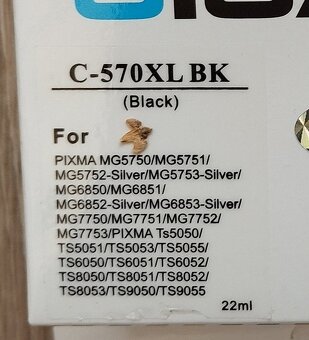 C-570XL BK
(Black)
For
PIXMA MG5750/MG5751/
MG5752-Silver/MG5753-Silver/
MG6850/MG6851/
MG6852-Silver/MG6853-Silver/
MG7750/MG7751/MG7752/
MG7753/PIXMA Ts5050/
TS5051/TS5053/TS5055/
TS6050/TS6051/TS6052/
TS8050/TS8051/TS8052/
TS8053/TS9050/TS9055
22ml